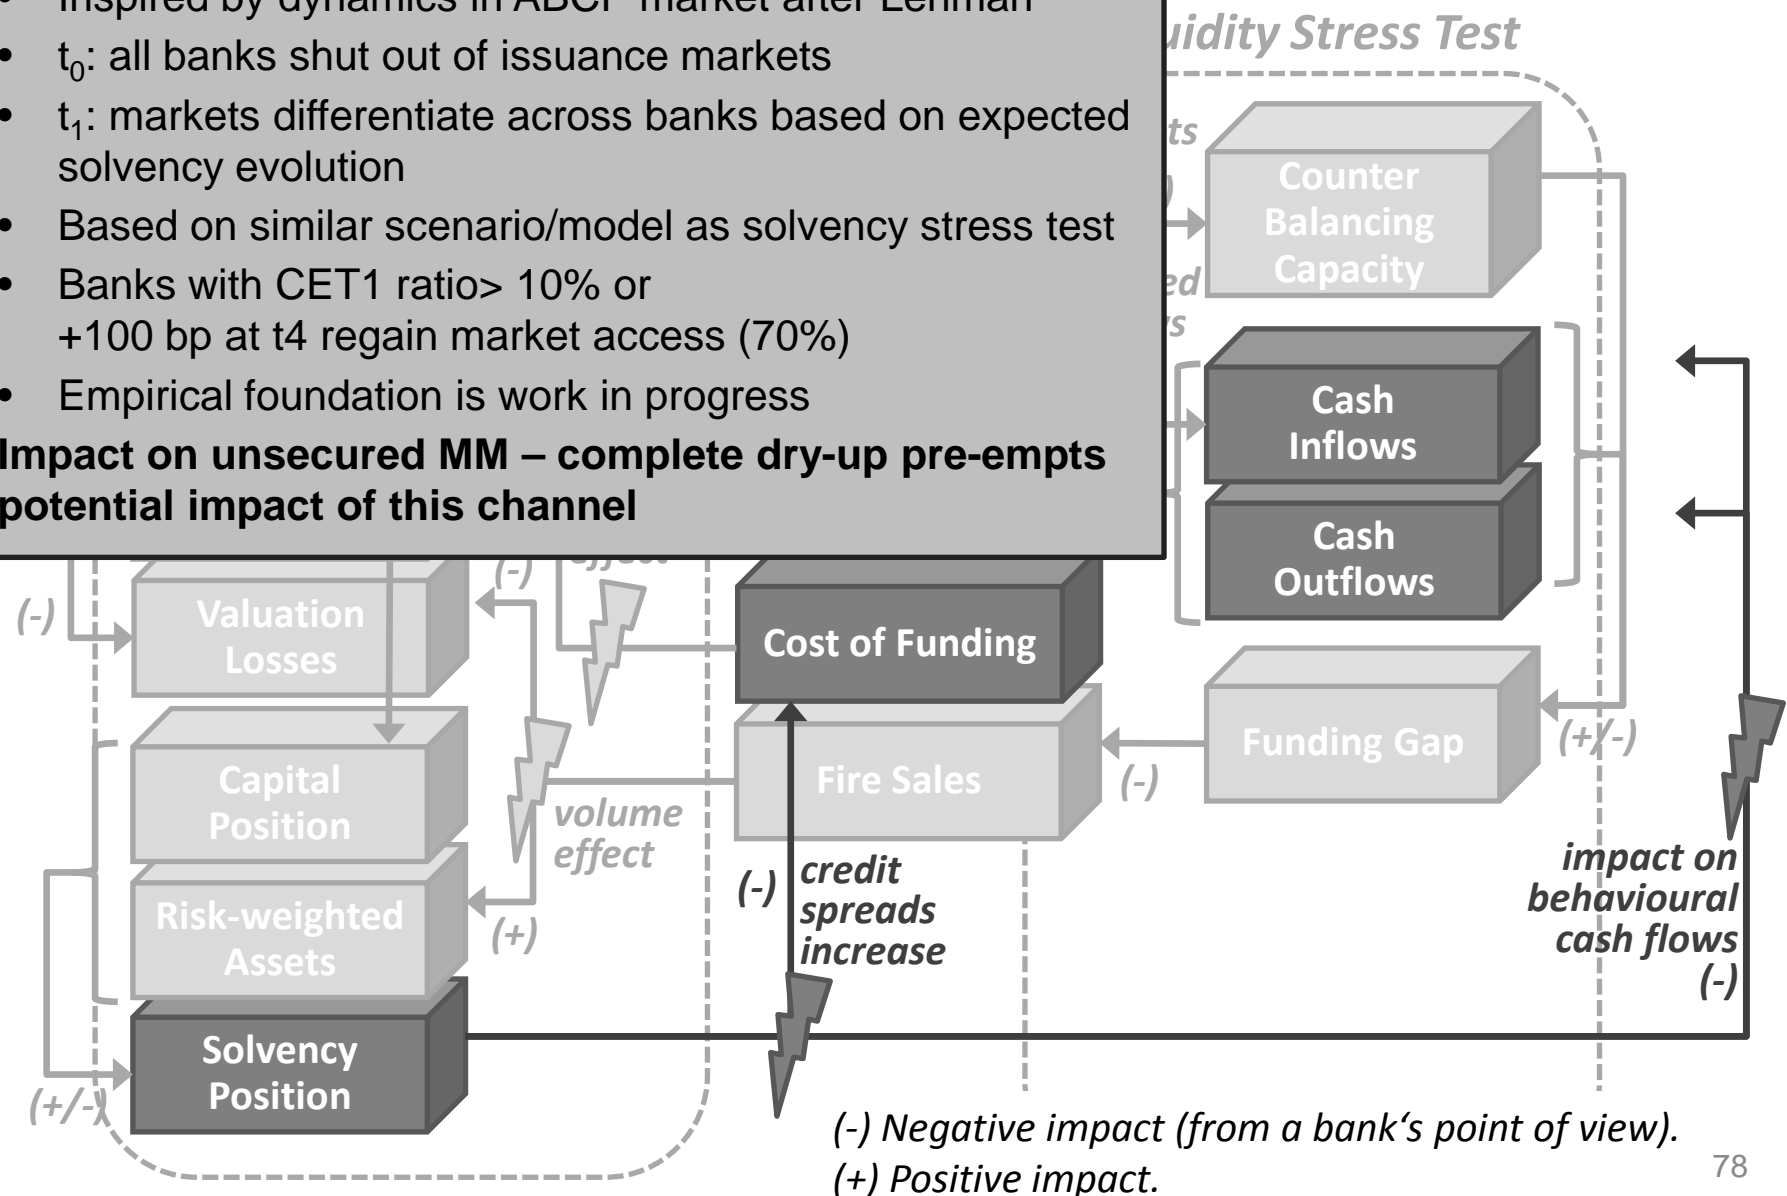 Inspired by dynamics in ABCP market after Lehman
• t0: all banks shut out of issuance markets
• t1: markets differentiate across banks based on expected
solvency evolution
• Based on similar scenario/model as solvency stress test
• Banks with CET1 ratio> 10% or
+100 bp at t4 regain market access (70%)
• Empirical foundation is work in progress
Impact on unsecured MM – complete dry-up pre-empts
potential impact of this channel
Stress Test
Counter
Balancing
Capacity
Cash
Inflows
Cash
Outflows
(-)
Valuation
Losses
(-)
effect
Cost of Funding
Capital
Position
volume
effect
Fire Sales
(-)
Funding Gap
(+/-)
Risk-weighted
Assets
(+)
(-)
credit
spreads
increase
impact on
behavioural
cash flows
(-)
Solvency
Position
(+/-)
(-) Negative impact (from a bank‘s point of view).
(+) Positive impact.
78